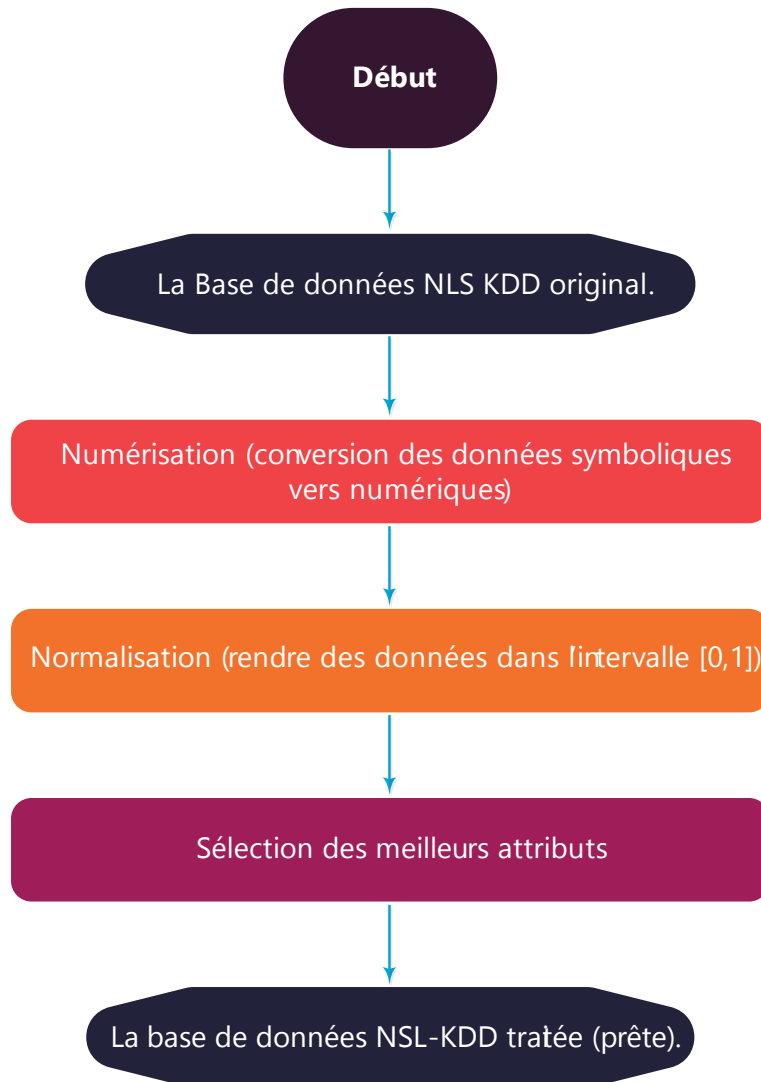 Début
La Base de données NLS KDD original.
Numérisation (conversion des données symboliques
vers numériques)
Normalisation (rendre des données dans l'intervalle [0,1])
Sélection des meilleurs attributs
La base de données NSL-KDD tratée (prête).